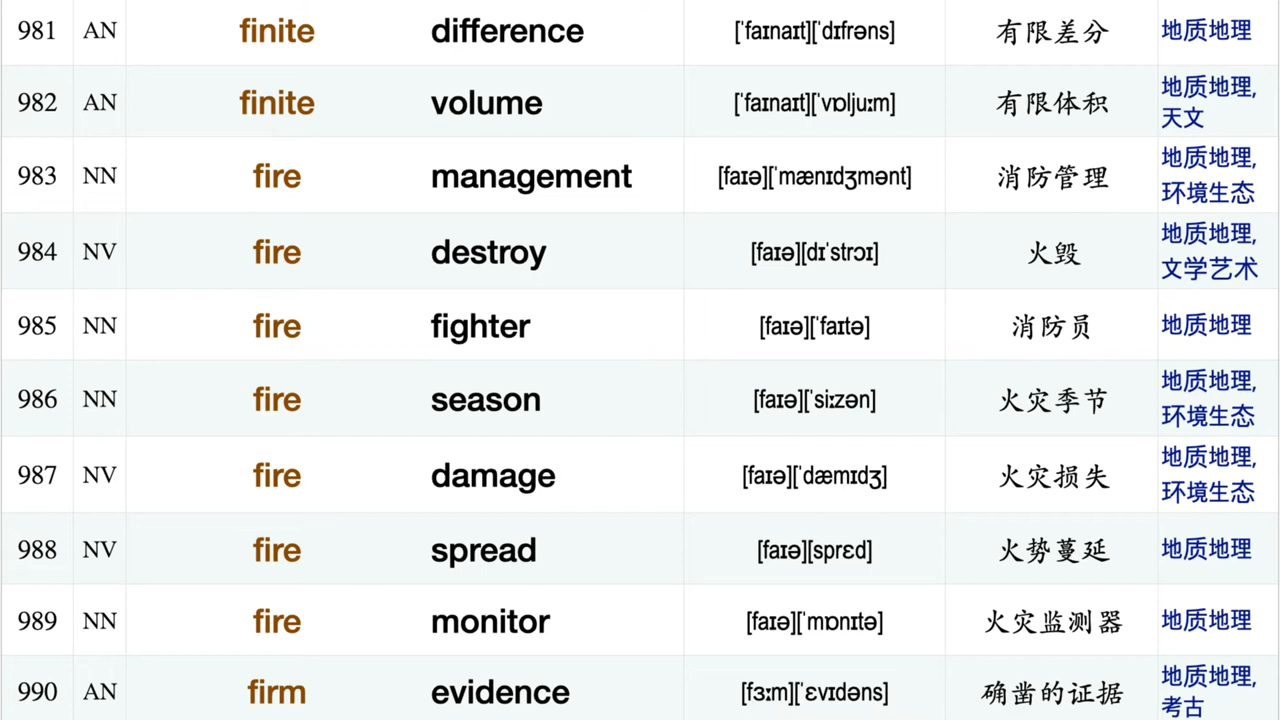 981 AN finite difference [ˈfaɪnaɪt][ˈdɪfrəns] 有限差分 地质地理
982 AN finite volume [ˈfaɪnaɪt][ˈvɒljuːm] 有限体积 地质地理,
天文
983 NN fire management [faɪə][ˈmænɪdʒmənt] 消防管理 地质地理,
环境生态
984 NV fire destroy [faɪə][dɪˈstrɔɪ] 火毁 地质地理,
文学艺术
985 NN fire fighter [faɪə][ˈfaɪtə] 消防员 地质地理
986 NN fire season [faɪə][ˈsiːzən] 火灾季节 地质地理,
环境生态
987 NV fire damage [faɪə][ˈdæmɪdʒ] 火灾损失 地质地理,
环境生态
988 NV fire spread [faɪə][sprɛd] 火势蔓延 地质地理
989 NN fire monitor [faɪə][ˈmɒnɪtə] 火灾监测器 地质地理
990 AN firm evidence [fɜːm][ˈɛvɪdəns] 确凿的证据 地质地理,
考古